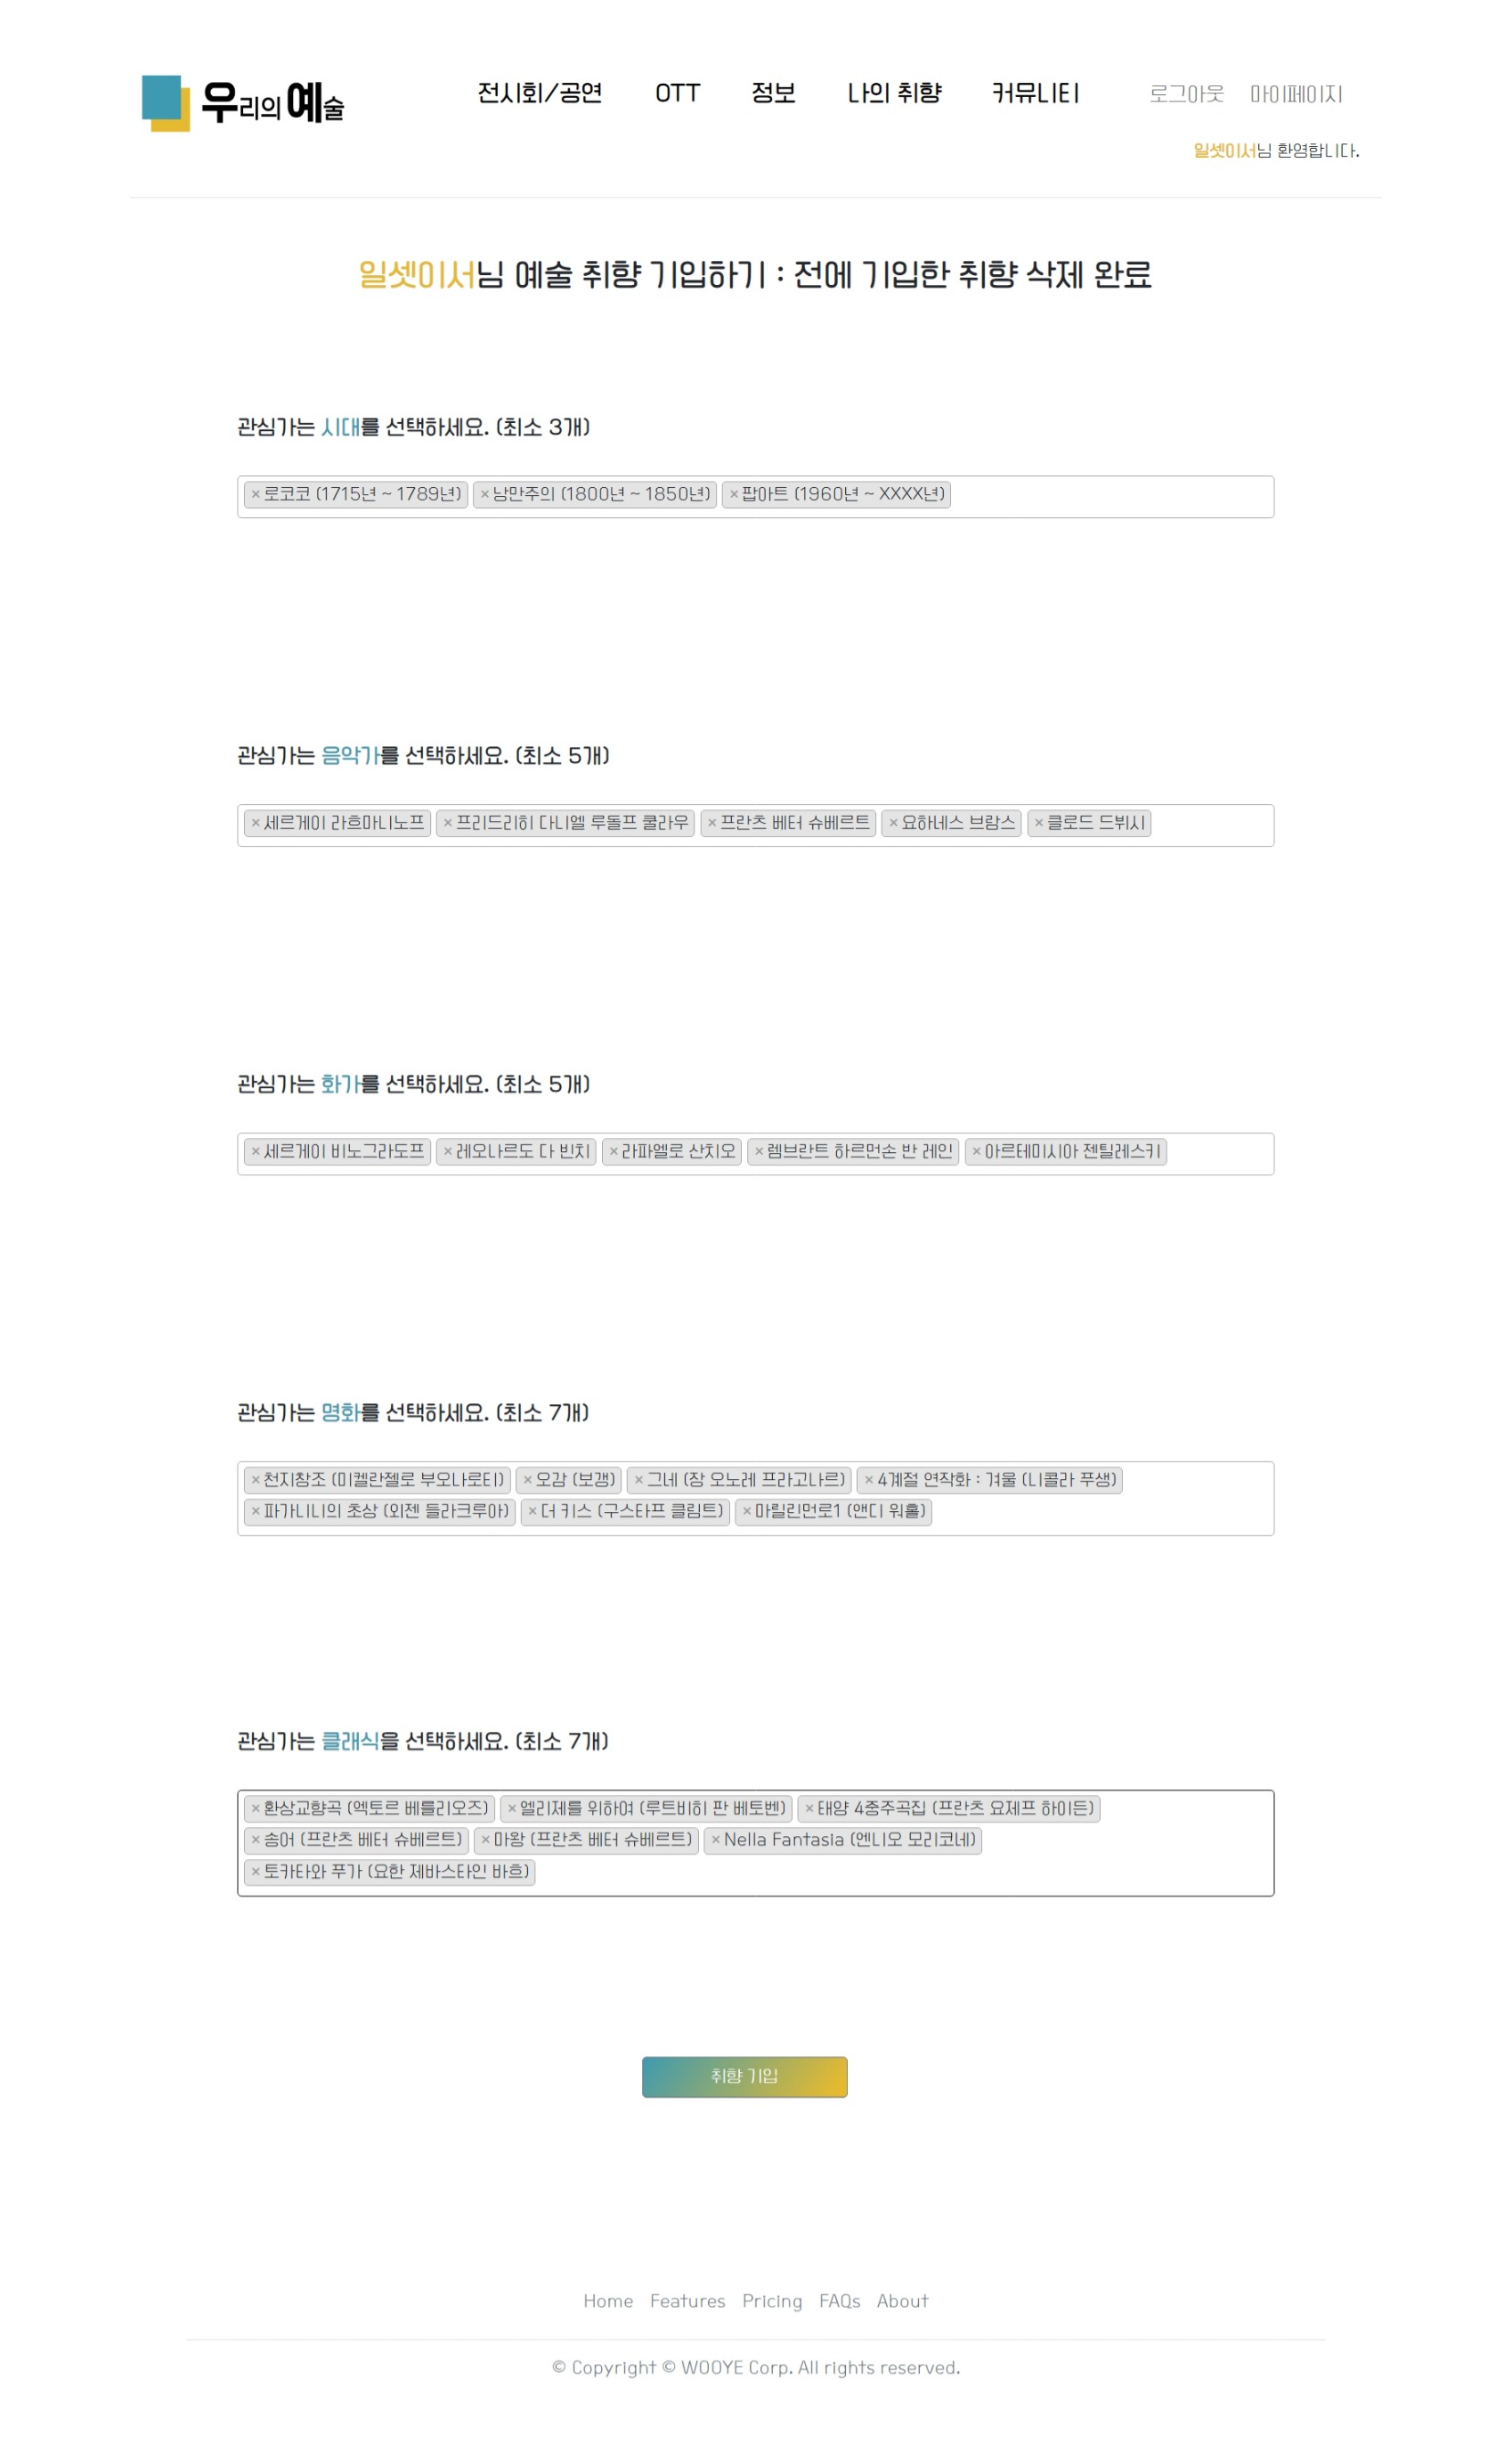 우리의 예술 전시회/공연 OTT 정보 나의 취향 커뮤니티 로그아웃 마이페이지
일셋이서님 환영합니다.
일셋이서님 예술 취향 기입하기 : 전에 기입한 취향 삭제 완료
관심가는 시대를 선택하세요. (최소 3개)
×로코코 (1715년 ~ 1789년) ×낭만주의 (1800년 ~ 1850년) ×팝아트 (1960년 ~ XXXX년)
관심가는 음악가를 선택하세요. (최소 5개)
×세르게이 라흐마니노프 ×프리드리히 다니엘 루돌프 쿨라우 ×프란츠 베터 슈베르트 ×요하네스 브람스 ×클로드 드뷔시
관심가는 화가를 선택하세요. (최소 5개)
×세르게이 비노그라도프 ×레오나르도 다 빈치 ×라파엘로 산치오 ×렘브란트 하르먼손 반 레인 ×아르테미시아 젠틸레스키
관심가는 명화를 선택하세요. (최소 7개)
×천지창조 (미켈란젤로 부오나로티) ×오감 (보갱) ×그네 (장 오노레 프라고나르) ×4계절 연작화 : 겨울 (니콜라 푸생)
×파가니니의 초상 (외젠 들라크루아) ×더 키스 (구스타프 클림트) ×마릴린먼로1 (앤디 워홀)
관심가는 클래식을 선택하세요. (최소 7개)
×환상교향곡 (엑토르 베를리오즈) ×엘리제를 위하여 (루트비히 판 베토벤) ×태양 4중주곡집 (프란츠 요제프 하이든)
×송어 (프란츠 베터 슈베르트) ×마왕 (프란츠 베터 슈베르트) ×Nella Fantasia (엔니오 모리코네)
×토카타와 푸가 (요한 제바스타인 바흐)
취향 기입
Home Features Pricing FAQs About
© Copyright © WOOYE Corp. All rights reserved.